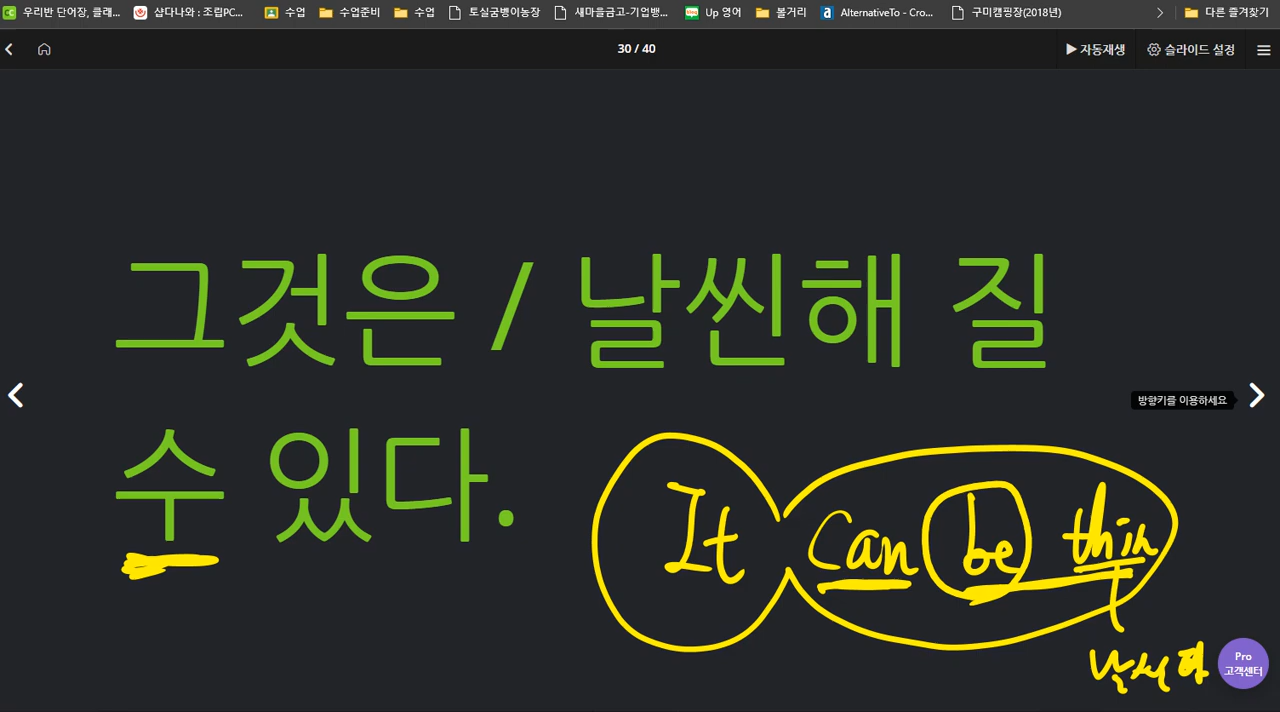 우리반 단어장, 클래... 샵다나와 : 조립PC... 수업 수업준비 수업 토실굼벵이농장 새마을금고-기업뱅... Up 영어 볼거리 AlternativeTo - Cro... 구미캠핑장(2018년) 다른 즐겨찾기
30 / 40 자동재생 슬라이드 설정
그것은 / 날씬해 질
방향키를 이용하세요
수 있다.
It can be thin
Pro
고객센터